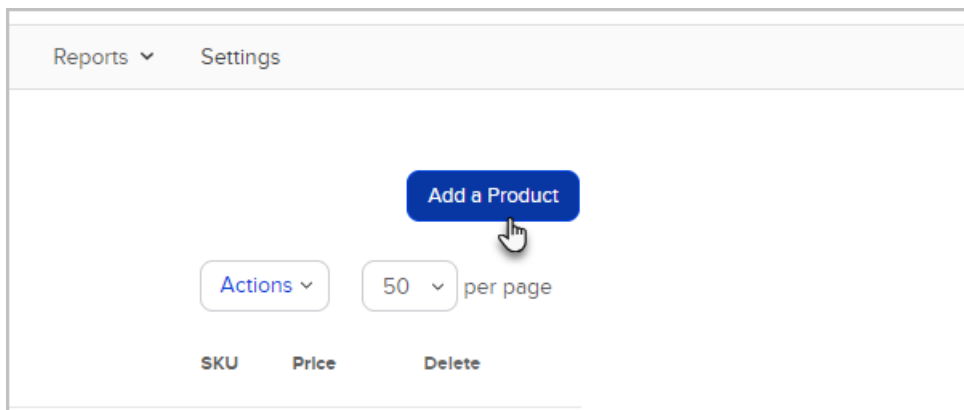 Reports Settings
Add a Product
Actions 50 per page
SKU Price Delete